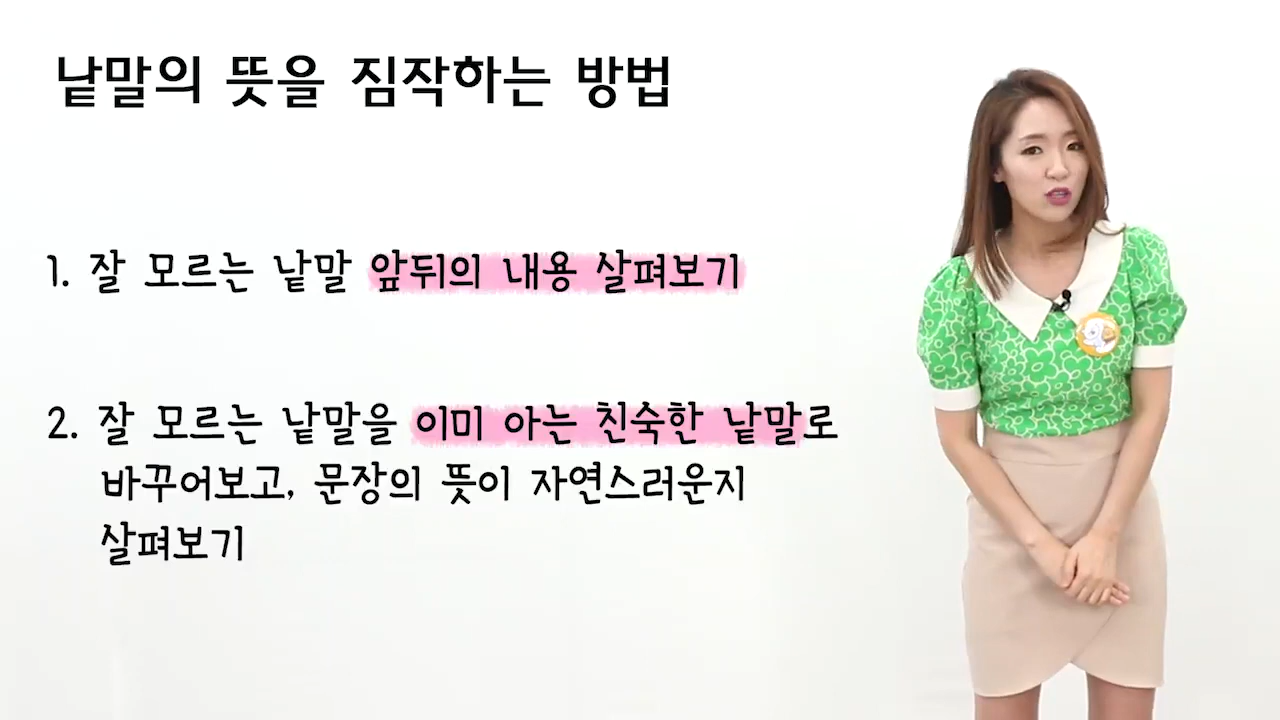 낱말의 뜻을 짐작하는 방법
1. 잘 모르는 낱말 앞뒤의 내용 살펴보기
2. 잘 모르는 낱말을 이미 아는 친숙한 낱말로
바꾸어보고, 문장의 뜻이 자연스러운지
살펴보기